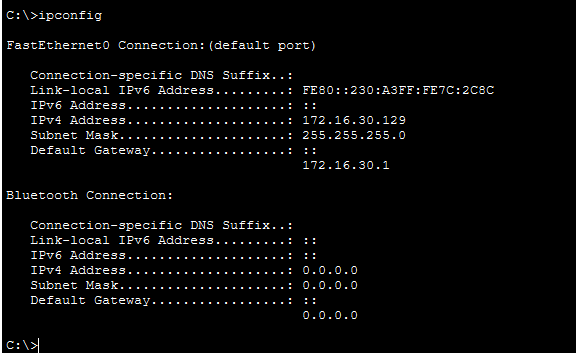 C:\>ipconfig
FastEthernet0 Connection:(default port)
Connection-specific DNS Suffix..:
Link-local IPv6 Address.........: FE80::230:A3FF:FE7C:2C8C
IPv6 Address....................: ::
IPv4 Address....................: 172.16.30.129
Subnet Mask.....................: 255.255.255.0
Default Gateway.................: ::
172.16.30.1
Bluetooth Connection:
Connection-specific DNS Suffix..:
Link-local IPv6 Address.........: ::
IPv6 Address....................: ::
IPv4 Address....................: 0.0.0.0
Subnet Mask.....................: 0.0.0.0
Default Gateway.................: ::
0.0.0.0
C:\>